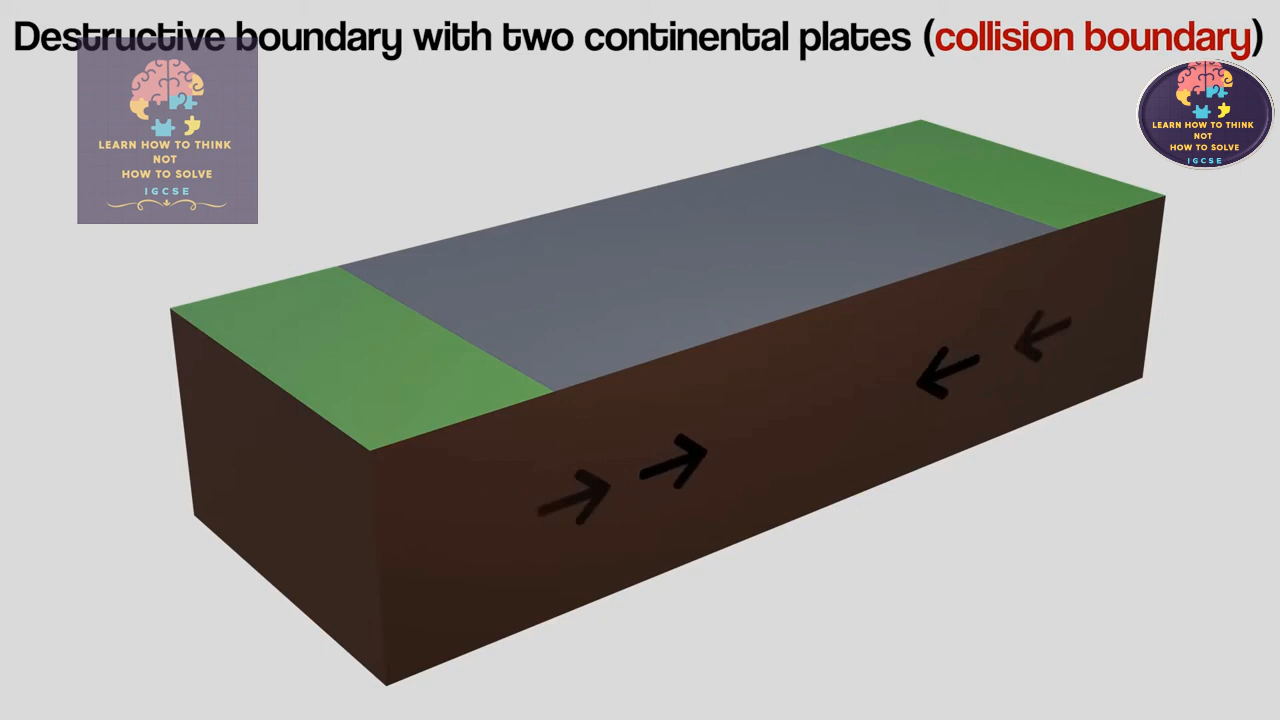 Destructive boundary with two continental plates (collision boundary)
LEARN HOW TO THINK
NOT
HOW TO SOLVE
IGCSE
LEARN HOW TO THINK
NOT
HOW TO SOLVE
IGCSE